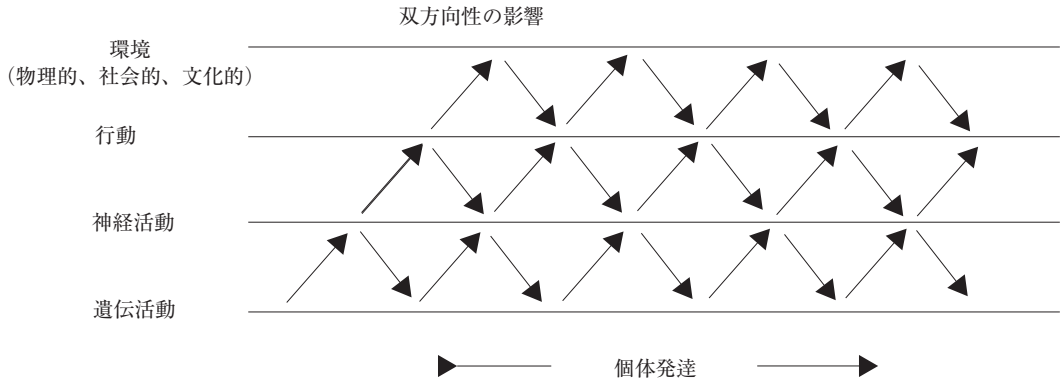 双方向性の影響
環境
（物理的、社会的、文化的）
行動
神経活動
遺伝活動
個体発達